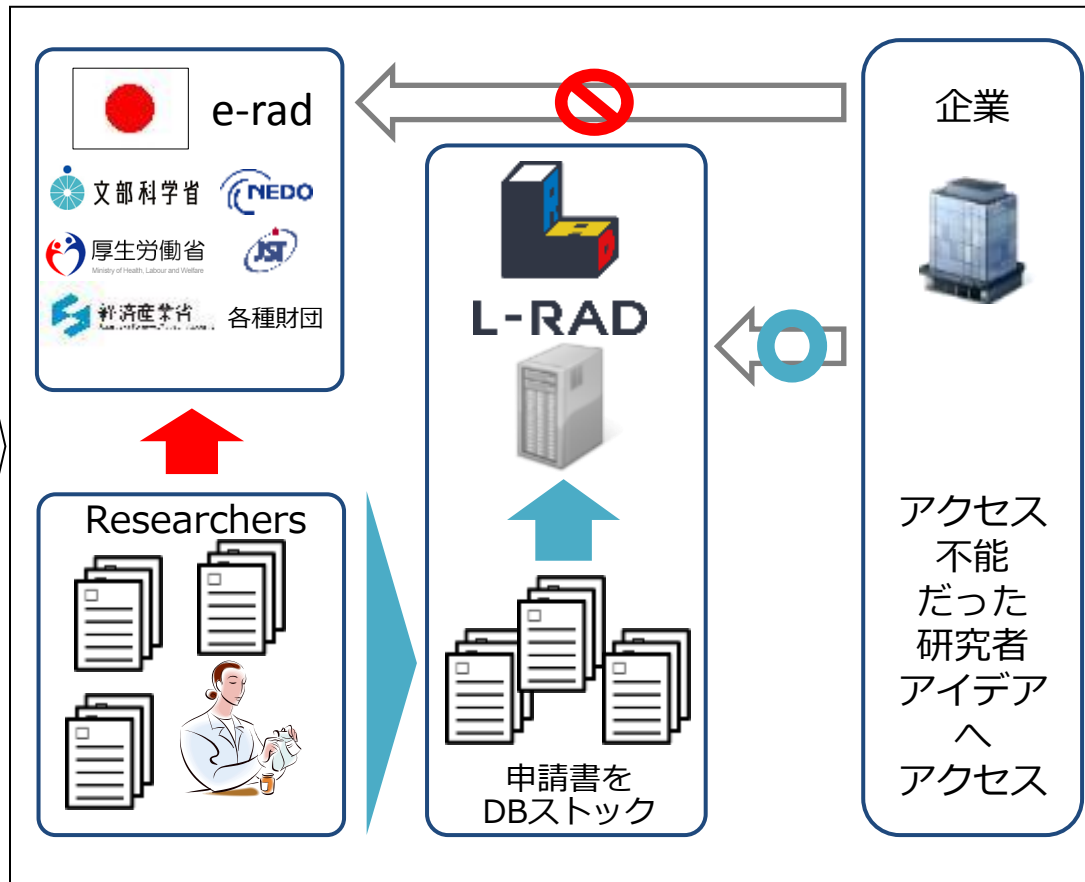 e-rad
文部科学省
NEDO
厚生労働省
Ministry of Health, Labour and Welfare
JST
経済産業省
各種財団
企業
L-RAD
Researchers
申請書を
DBストック
アクセス
不能
だった
研究者
アイデア
へ
アクセス